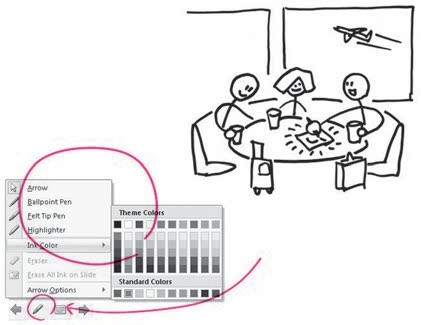 Arrow
Ballpoint Pen
Felt Tip Pen
Highlighter
Ink Color
Eraser
Erase All Ink on Slide
Arrow Options
Theme Colors
Standard Colors